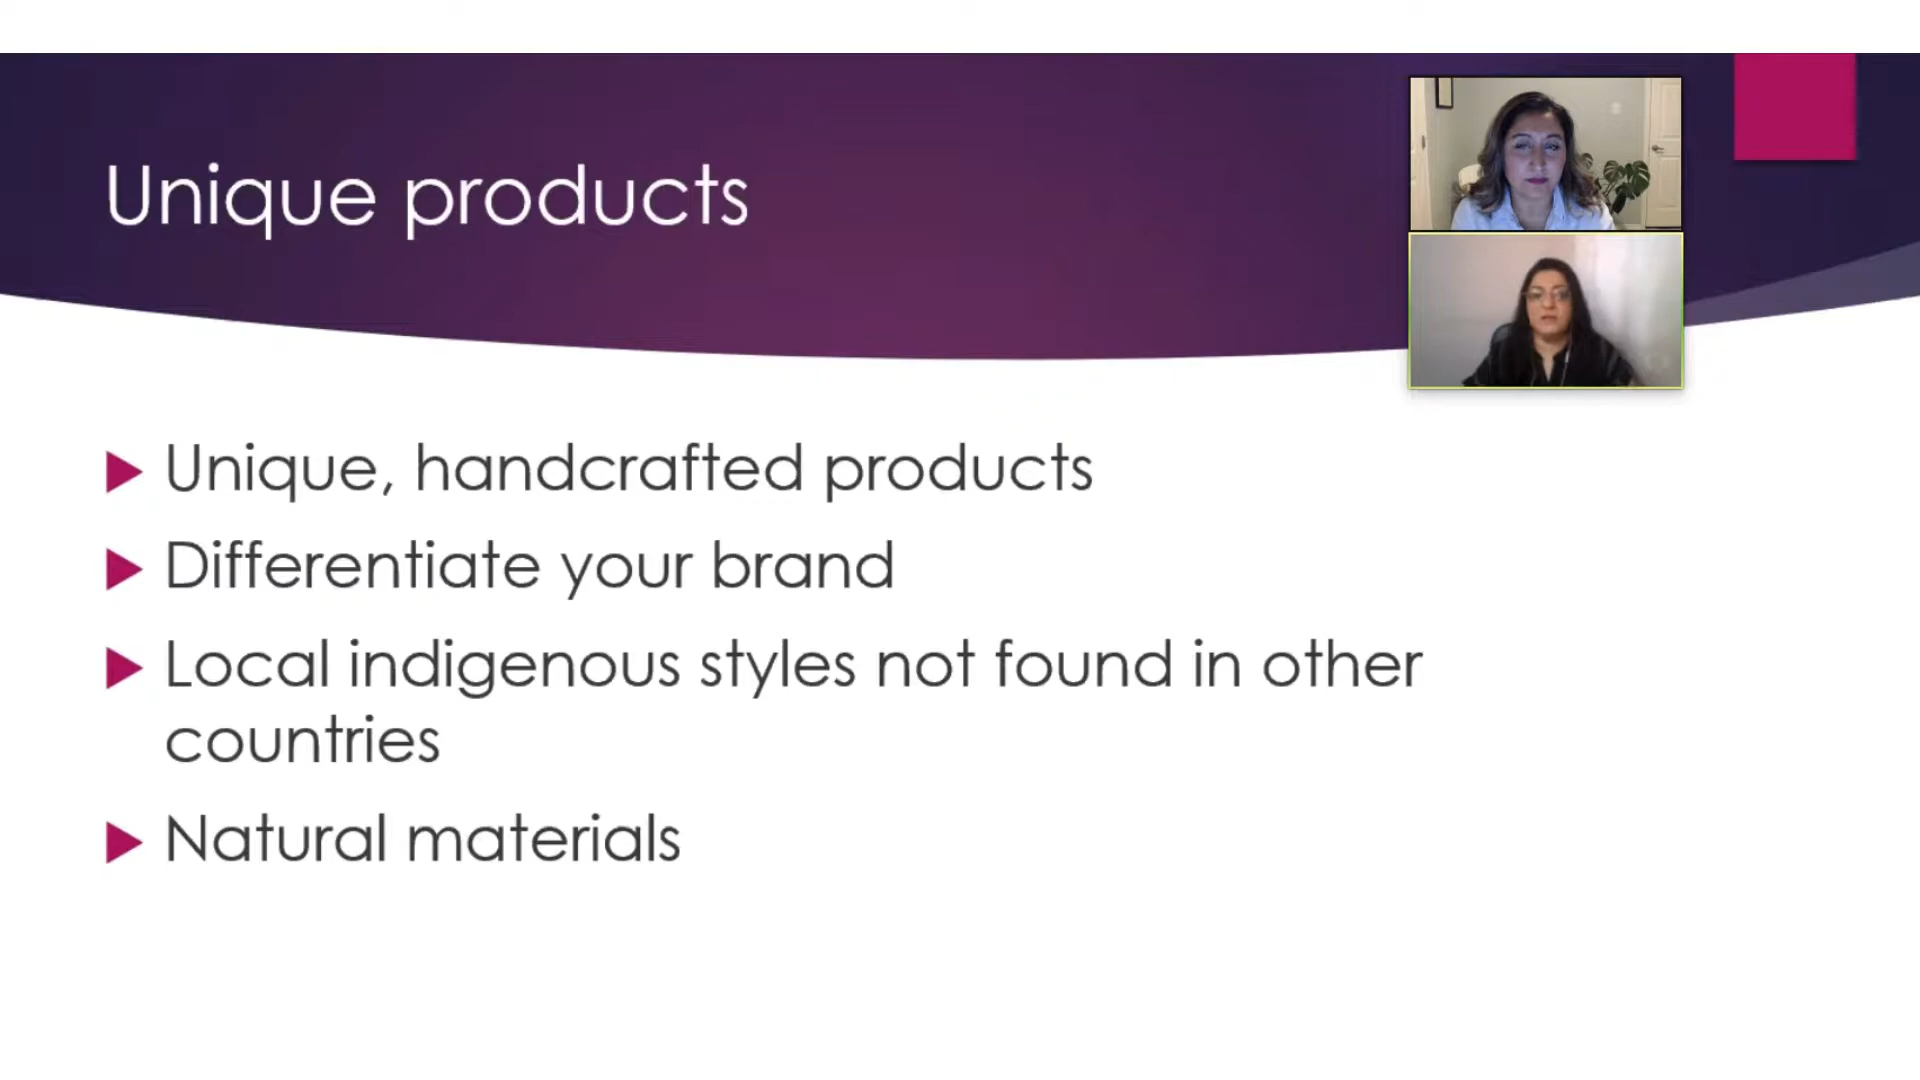 Unique products
Unique, handcrafted products
Differentiate your brand
Local indigenous styles not found in other
countries
Natural materials